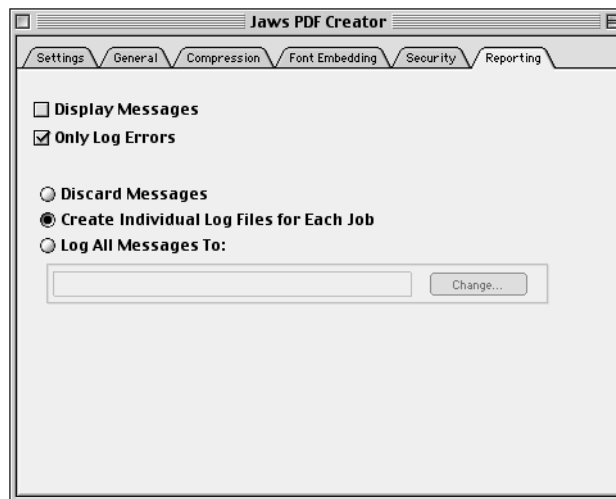 Jaws PDF Creator
Settings General Compression Font Embedding Security Reporting
Display Messages
Only Log Errors
Discard Messages
Create Individual Log Files for Each Job
Log All Messages To:
Change...